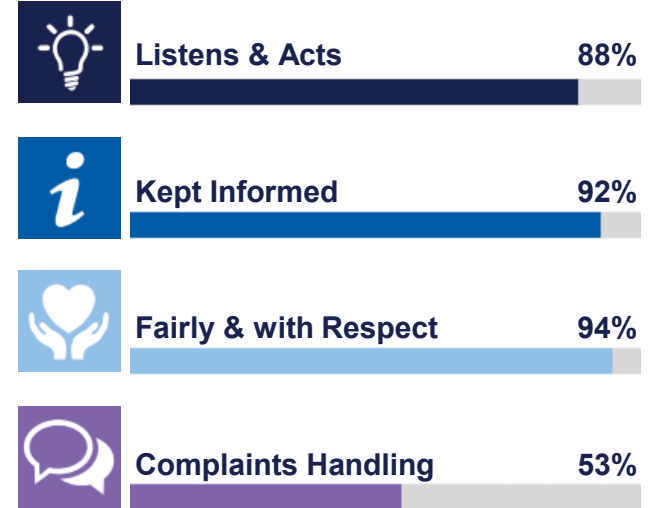 Listens & Acts 88%
Kept Informed 92%
Fairly & with Respect 94%
Complaints Handling 53%